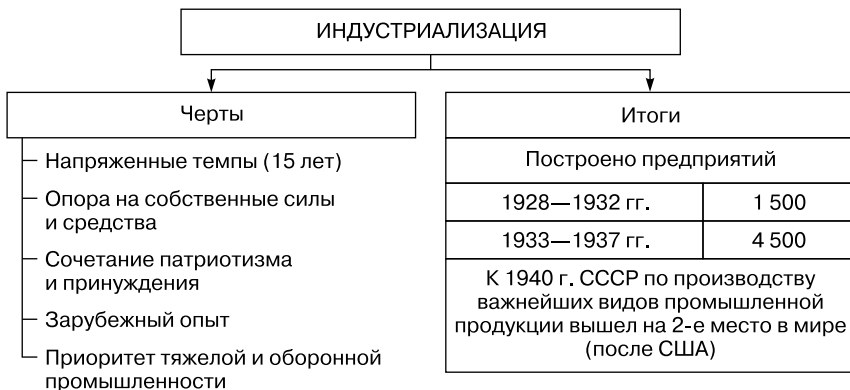 ИНДУСТРИАЛИЗАЦИЯ
Черты
Напряженные темпы (15 лет)
Опора на собственные силы
и средства
Сочетание патриотизма
и принуждения
Зарубежный опыт
Приоритет тяжелой и оборонной
промышленности
Итоги
Построено предприятий
1928—1932 гг. 1 500
1933—1937 гг. 4 500
К 1940 г. СССР по производству
важнейших видов промышленной
продукции вышел на 2-е место в мире
(после США)